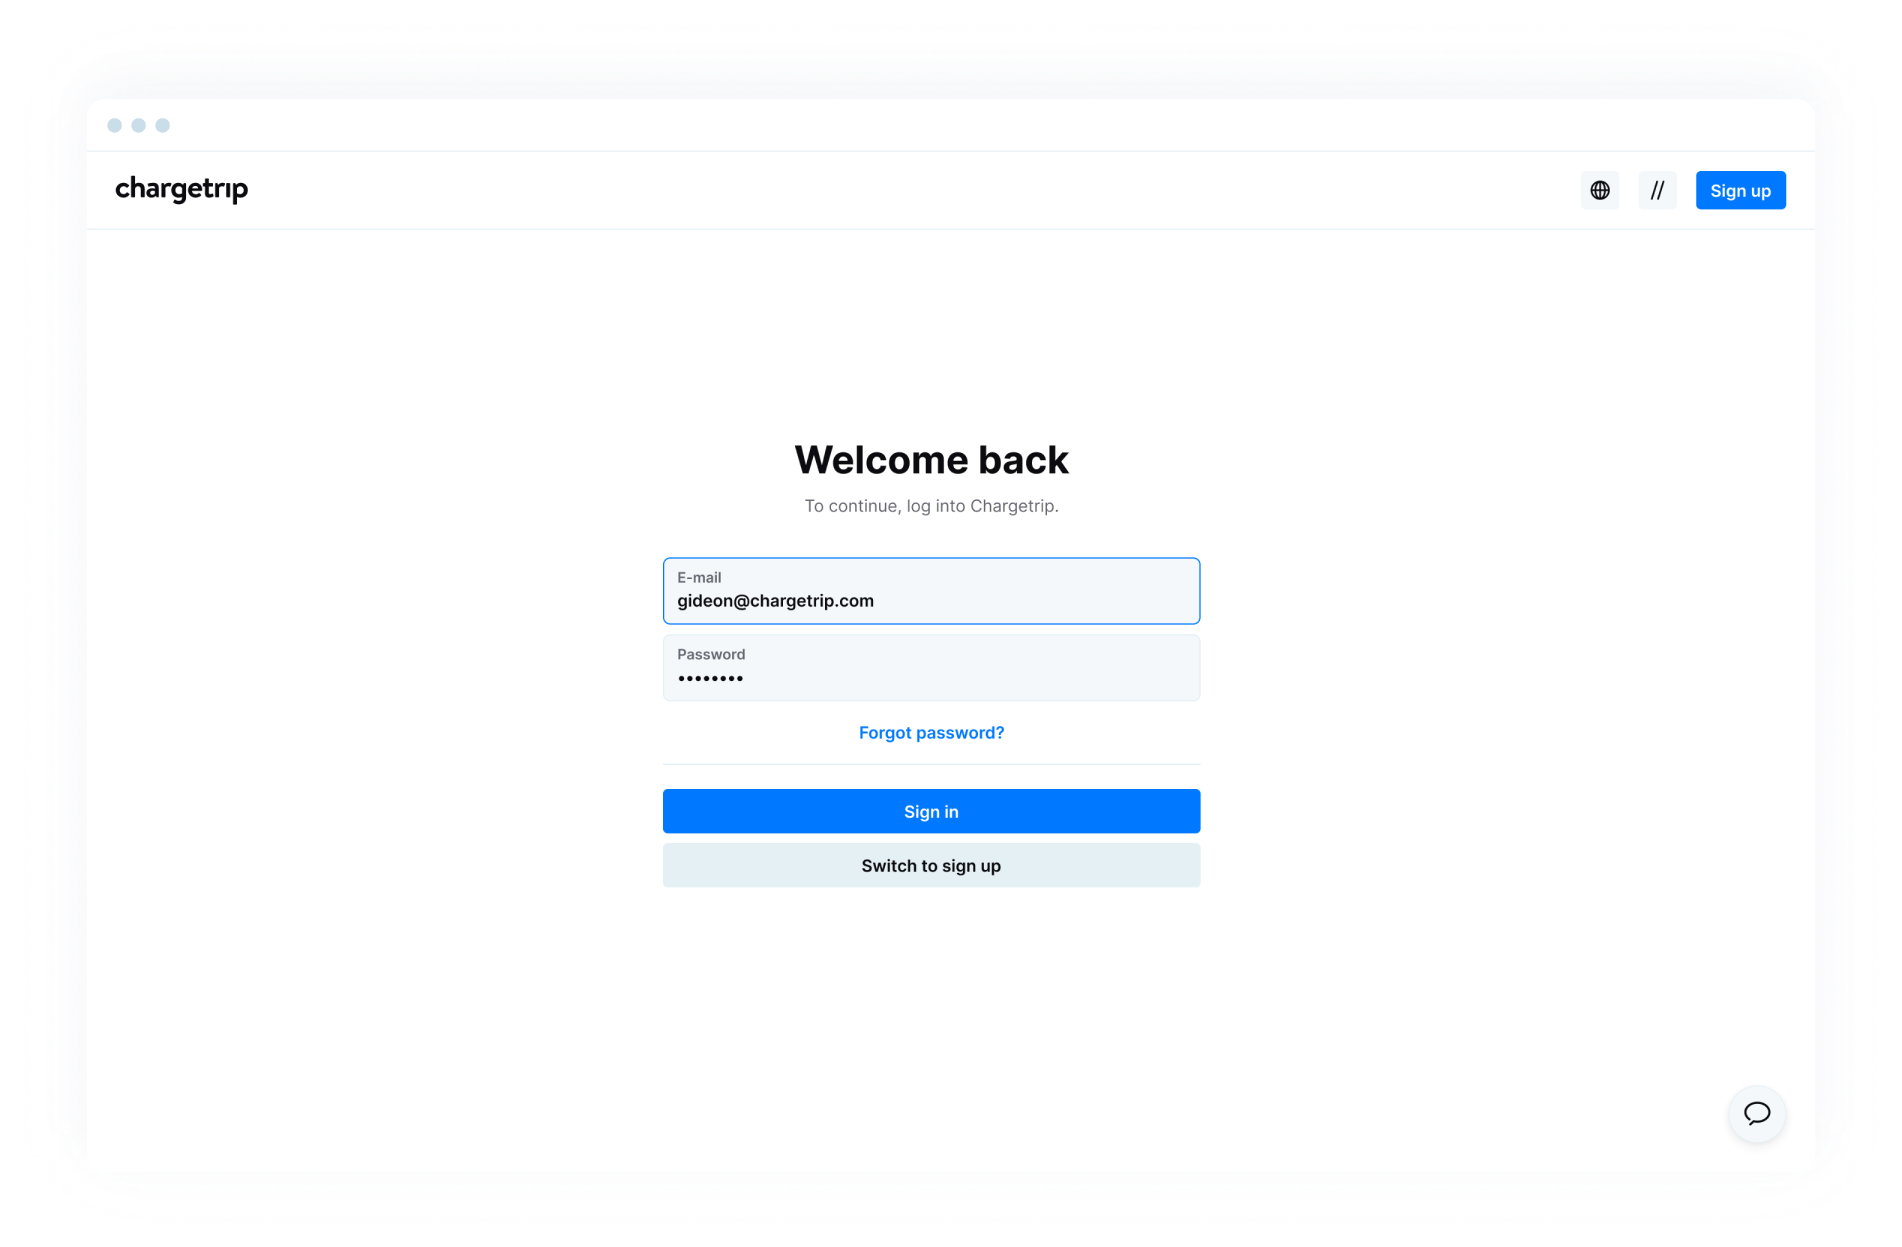 chargetrip
//
Sign up
Welcome back
To continue, log into Chargetrip.
E-mail
gideon@chargetrip.com
Password
••••••••
Forgot password?
Sign in
Switch to sign up